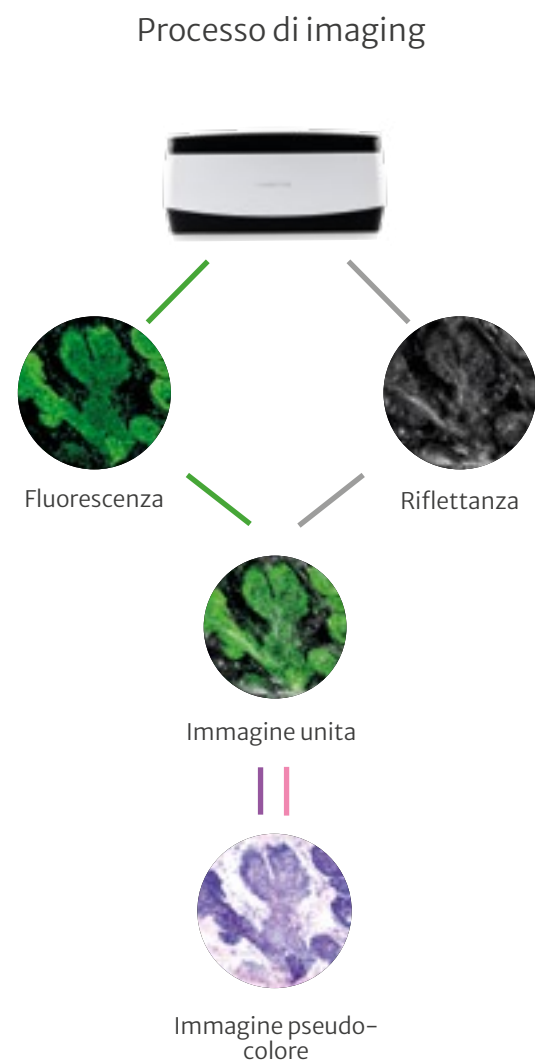 Processo di imaging
Fluorescenza
Riflettanza
Immagine unita
Immagine pseudo-
colore